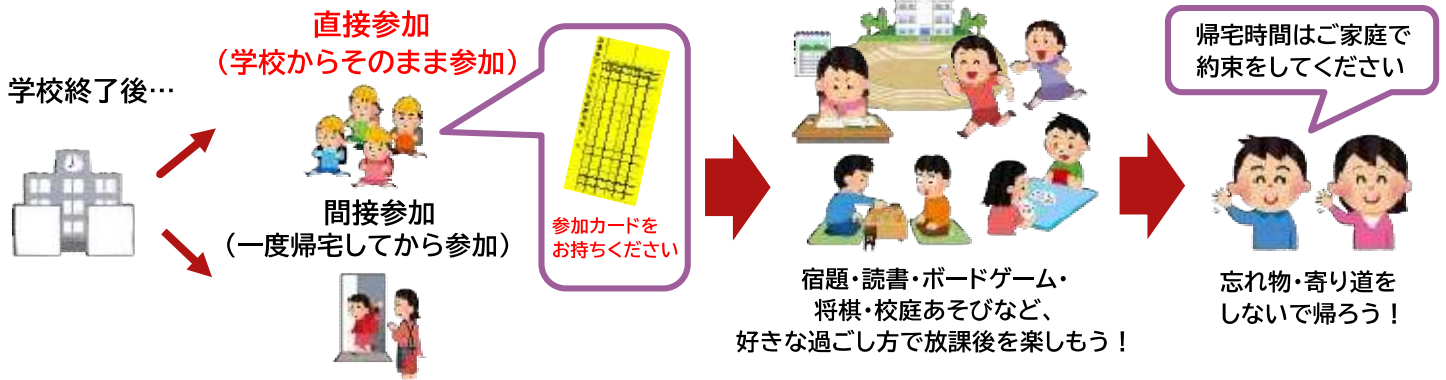 学校終了後…
直接参加
（学校からそのまま参加）
間接参加
（一度帰宅してから参加）
参加カードを
お持ちください
宿題・読書・ボードゲーム・
将棋・校庭あそびなど、
好きな過ごし方で放課後を楽しもう！
帰宅時間はご家庭で
約束をしてください
忘れ物・寄り道を
しないで帰ろう！